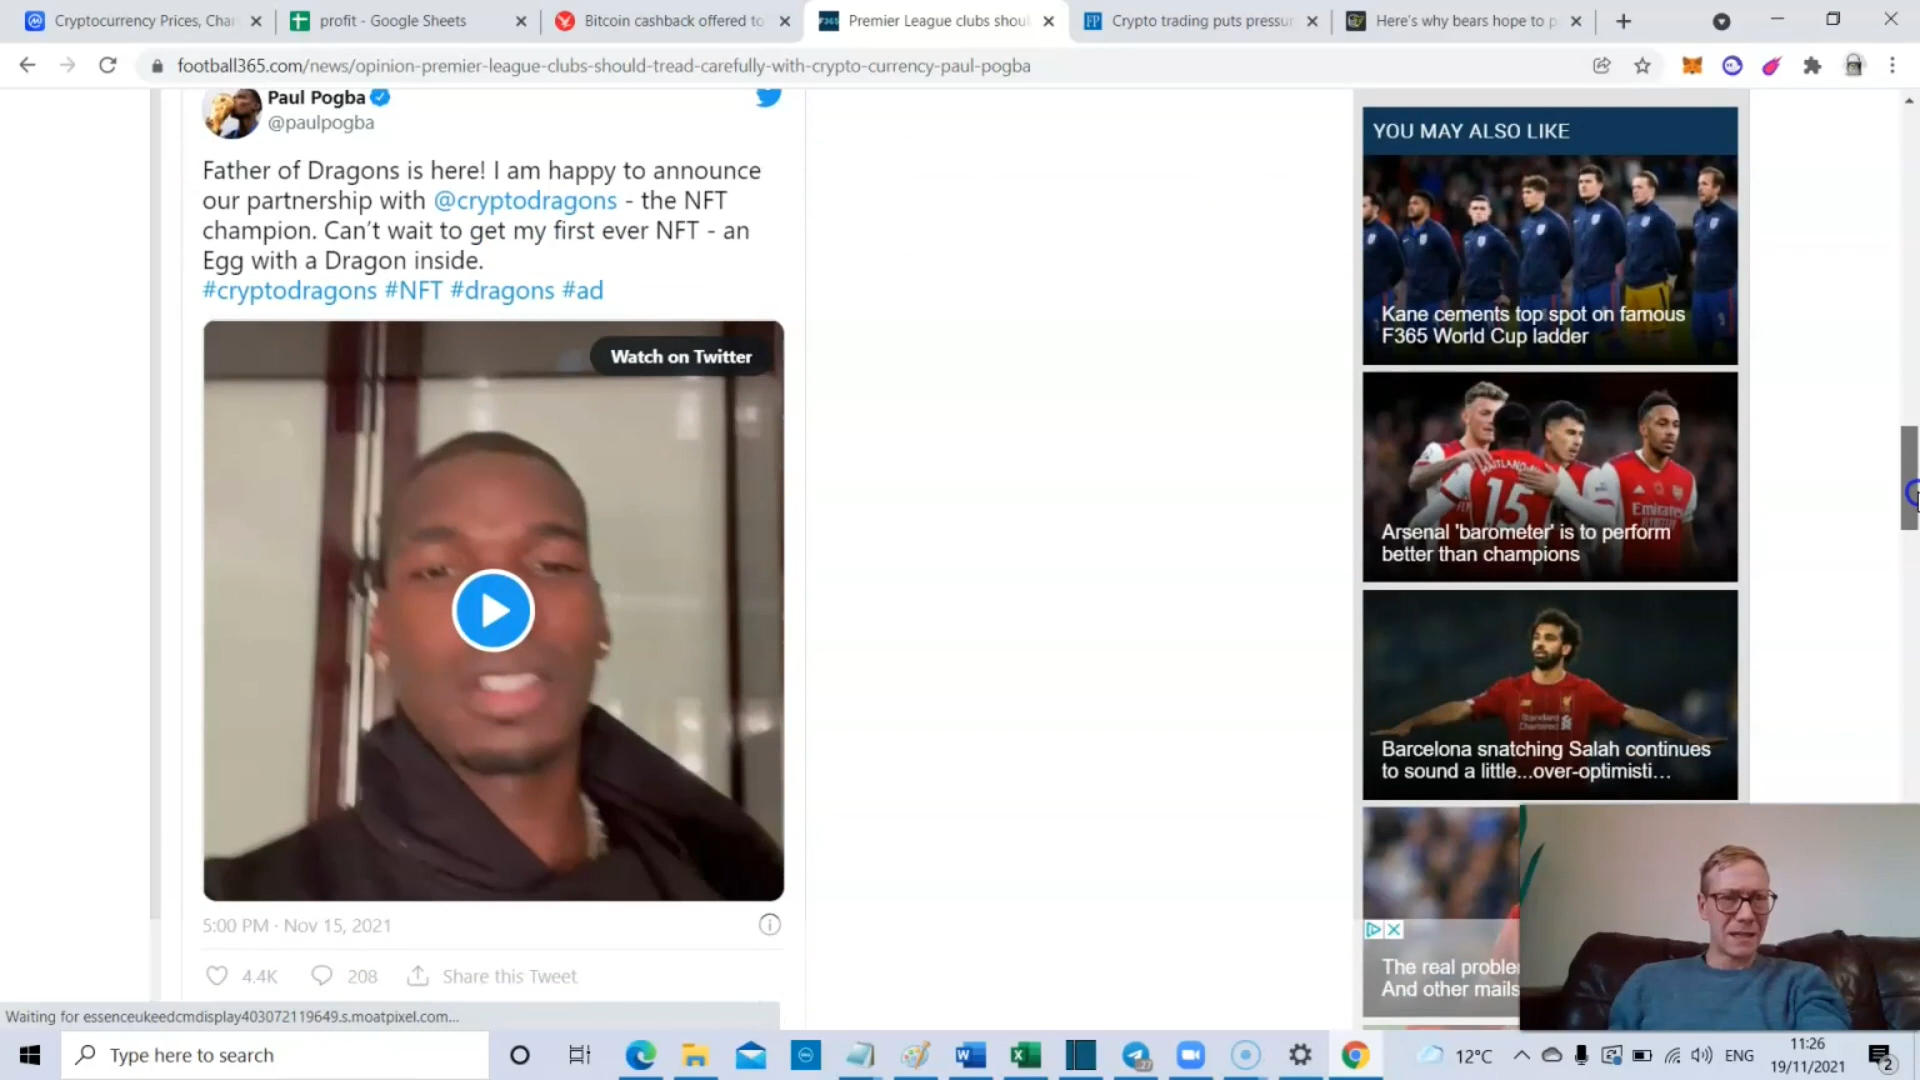 Cryptocurrency Prices, Char
profit - Google Sheets
Bitcoin cashback offered to
Premier League clubs shoul
Crypto trading puts pressur
Here's why bears hope to p
football365.com/news/opinion-premier-league-clubs-should-tread-carefully-with-crypto-currency-paul-pogba
Paul Pogba
@paulpogba
Father of Dragons is here! I am happy to announce
our partnership with @cryptodragons - the NFT
champion. Can't wait to get my first ever NFT - an
Egg with a Dragon inside.
#cryptodragons #NFT #dragons #ad
Watch on Twitter
5:00 PM · Nov 15, 2021
4.4K 208 Share this Tweet
YOU MAY ALSO LIKE
Kane cements top spot on famous
F365 World Cup ladder
MAITLAND
15
Emirates
Arsenal 'barometer' is to perform
better than champions
Standard
Chartered
Barcelona snatching Salah continues
to sound a little...over-optimisti...
The real proble
And other mails
Waiting for essenceukeedcmdisplay403072119649.s.moatpixel.com...
Type here to search
12°C
ENG
11:26
19/11/2021
2